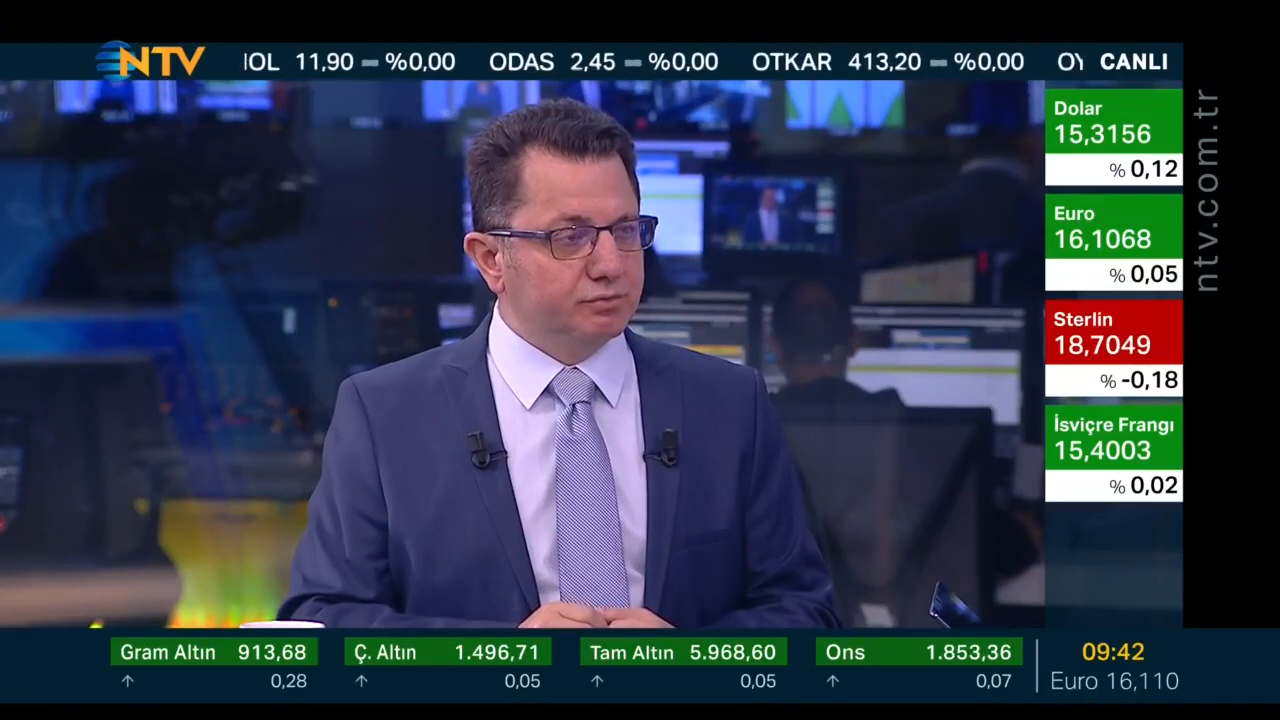 NTV
OL 11,90 %0,00 ODAS 2,45 %0,00 OTKAR 413,20 %0,00 OY CANLI
Dolar
15,3156
% 0,12
Euro
16,1068
% 0,05
Sterlin
18,7049
% -0,18
İsviçre Frangı
15,4003
% 0,02
ntv.com.tr
Gram Altın 913,68
↑ 0,28
Ç. Altın 1.496,71
↑ 0,05
Tam Altın 5.968,60
↑ 0,05
Ons 1.853,36
↑ 0,07
09:42
Euro 16,110